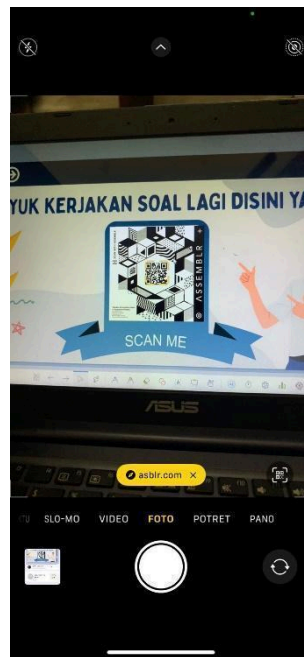 YUK KERJAKAN SOAL LAGI DISINI YA
ASSEMBLR
SCAN ME
ASUS
asblr.com ×
SLO-MO VIDEO FOTO POTRET PANO